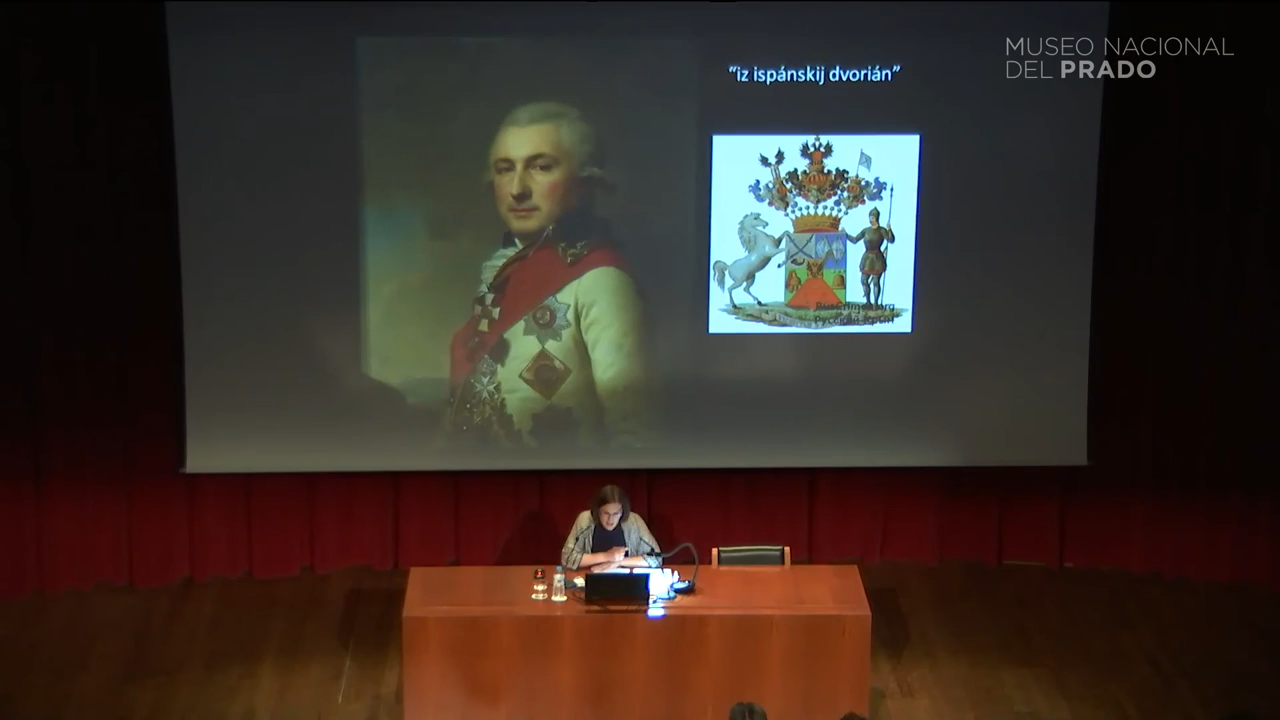 MUSEO NACIONAL
DEL PRADO
“iz ispánskij dvorián”